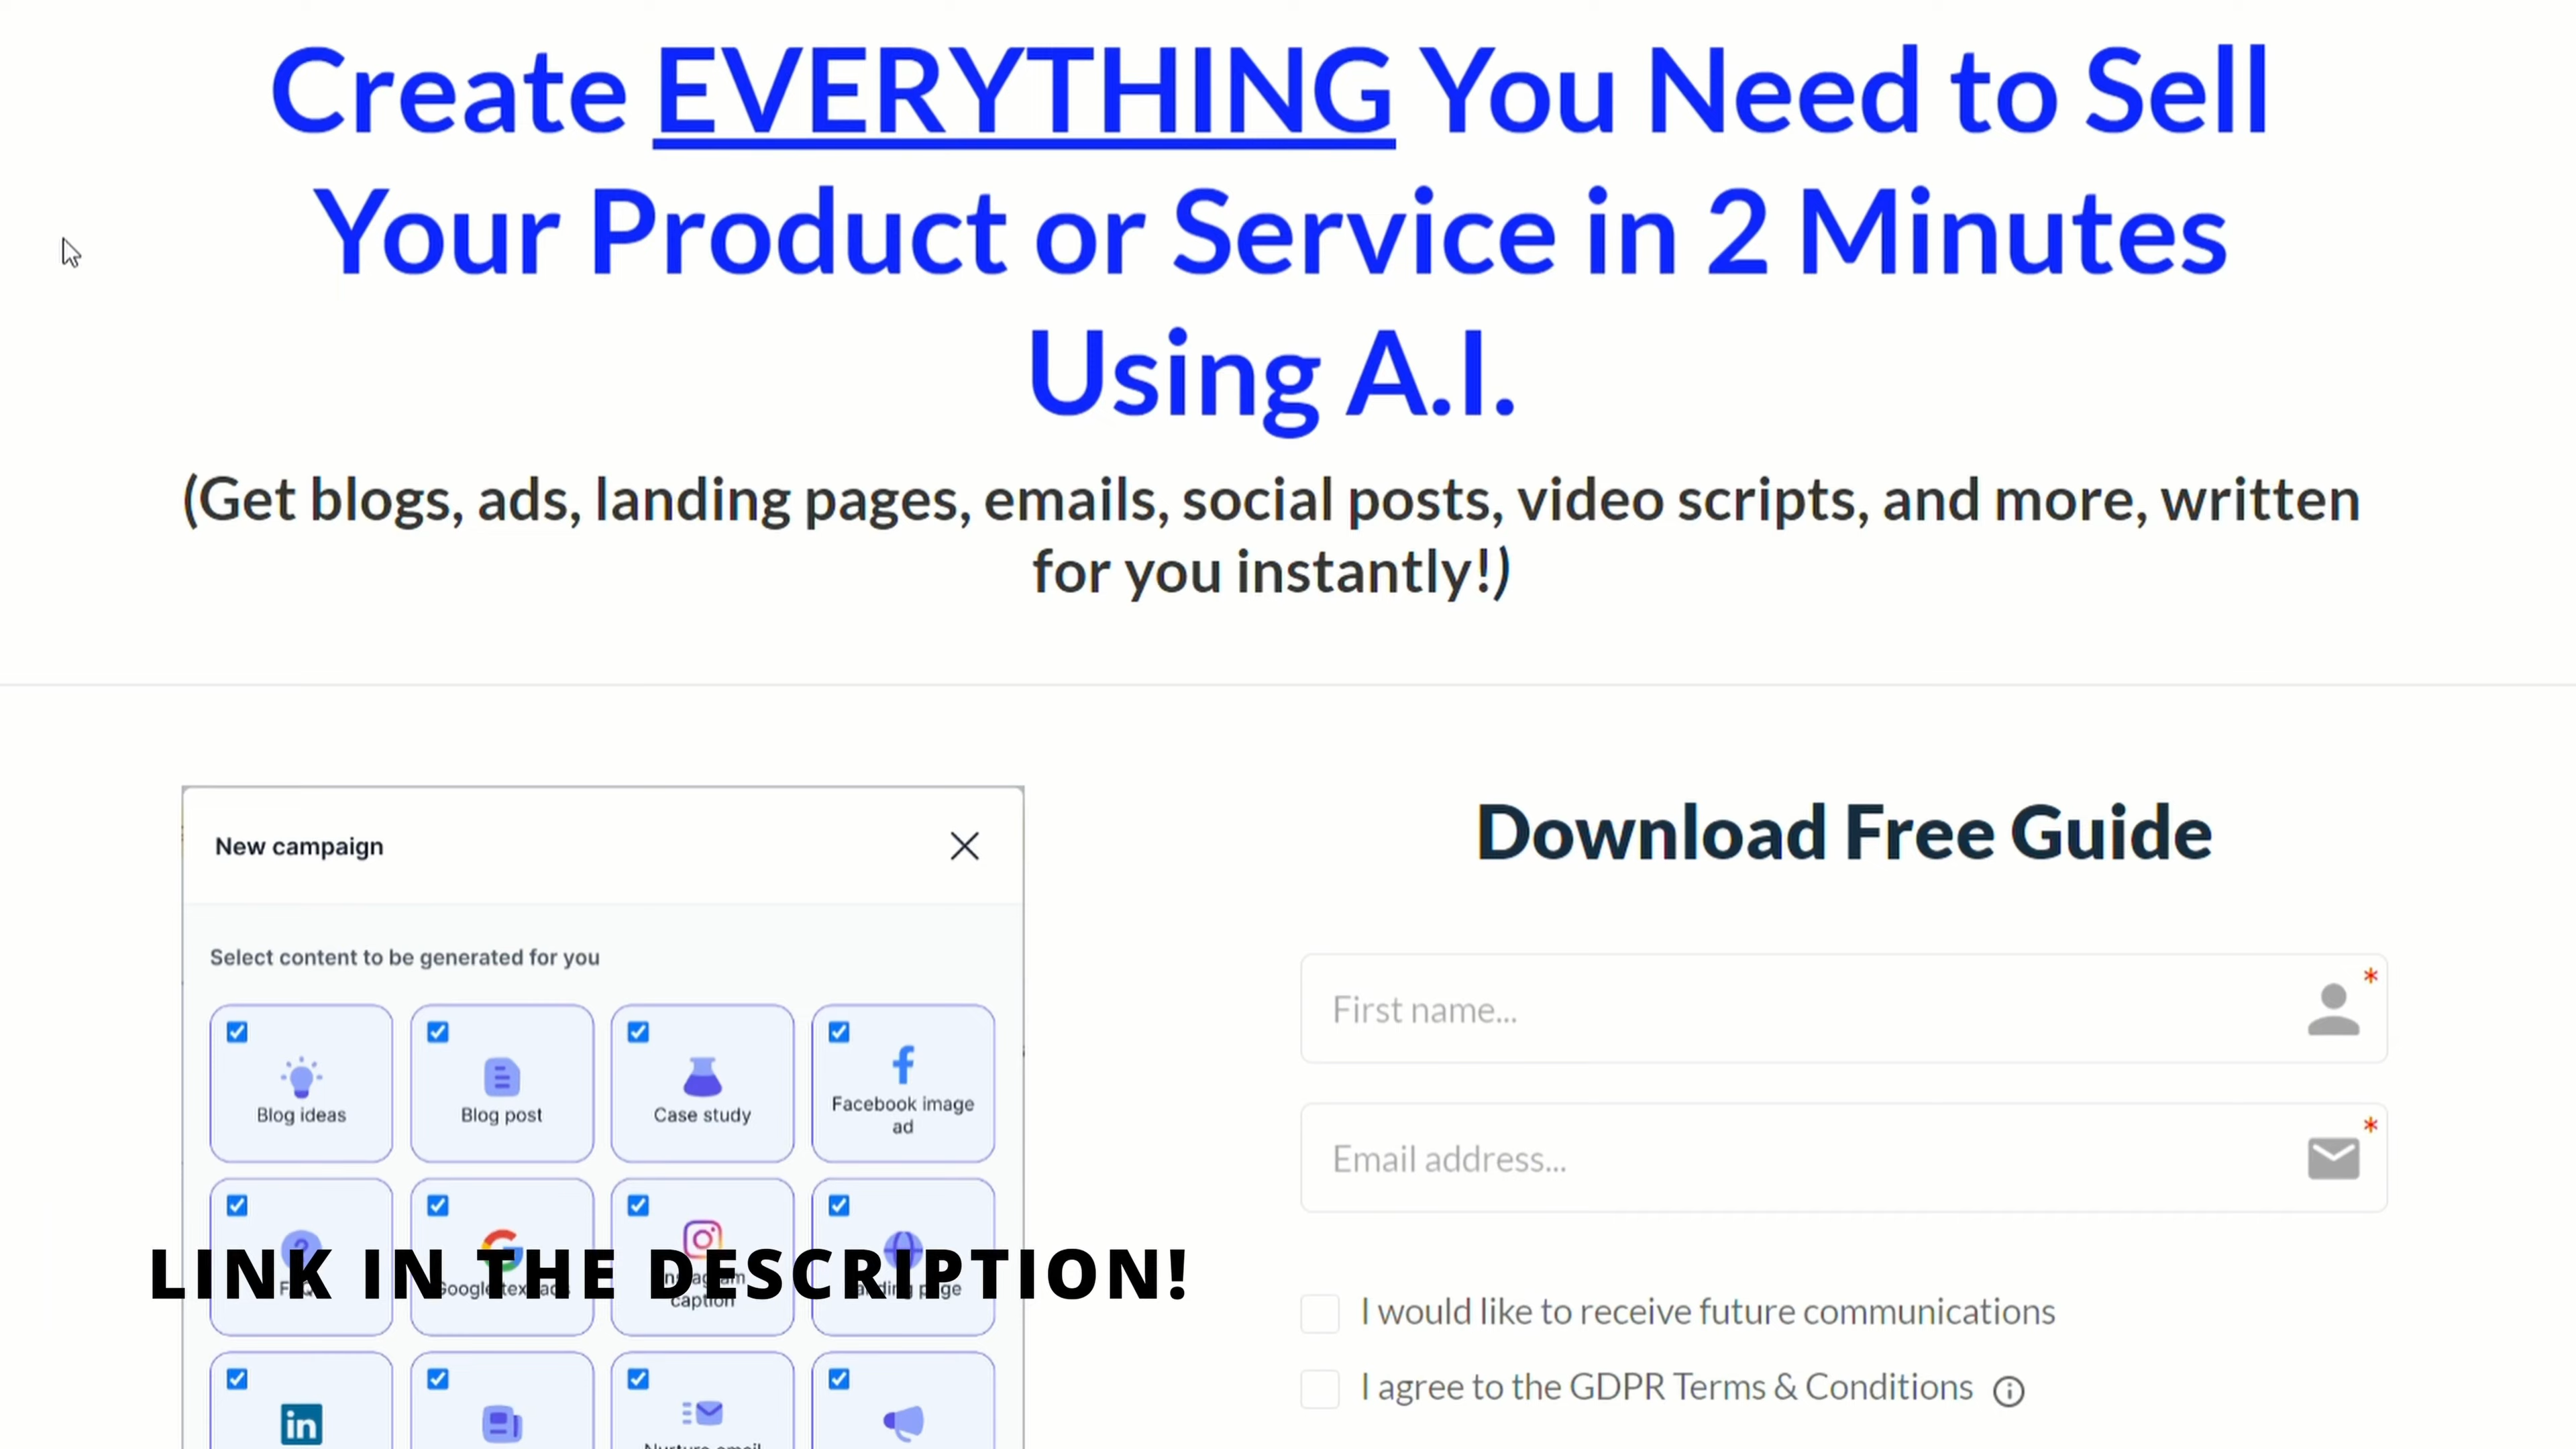 Create EVERYTHING You Need to Sell
Your Product or Service in 2 Minutes
Using A.I.
(Get blogs, ads, landing pages, emails, social posts, video scripts, and more, written
for you instantly!)
New campaign
Select content to be generated for you
Blog ideas
Blog post
Case study
Facebook image
ad
caption
LINK IN THE DESCRIPTION!
Download Free Guide
First name...
Email address...
I would like to receive future communications
I agree to the GDPR Terms & Conditions